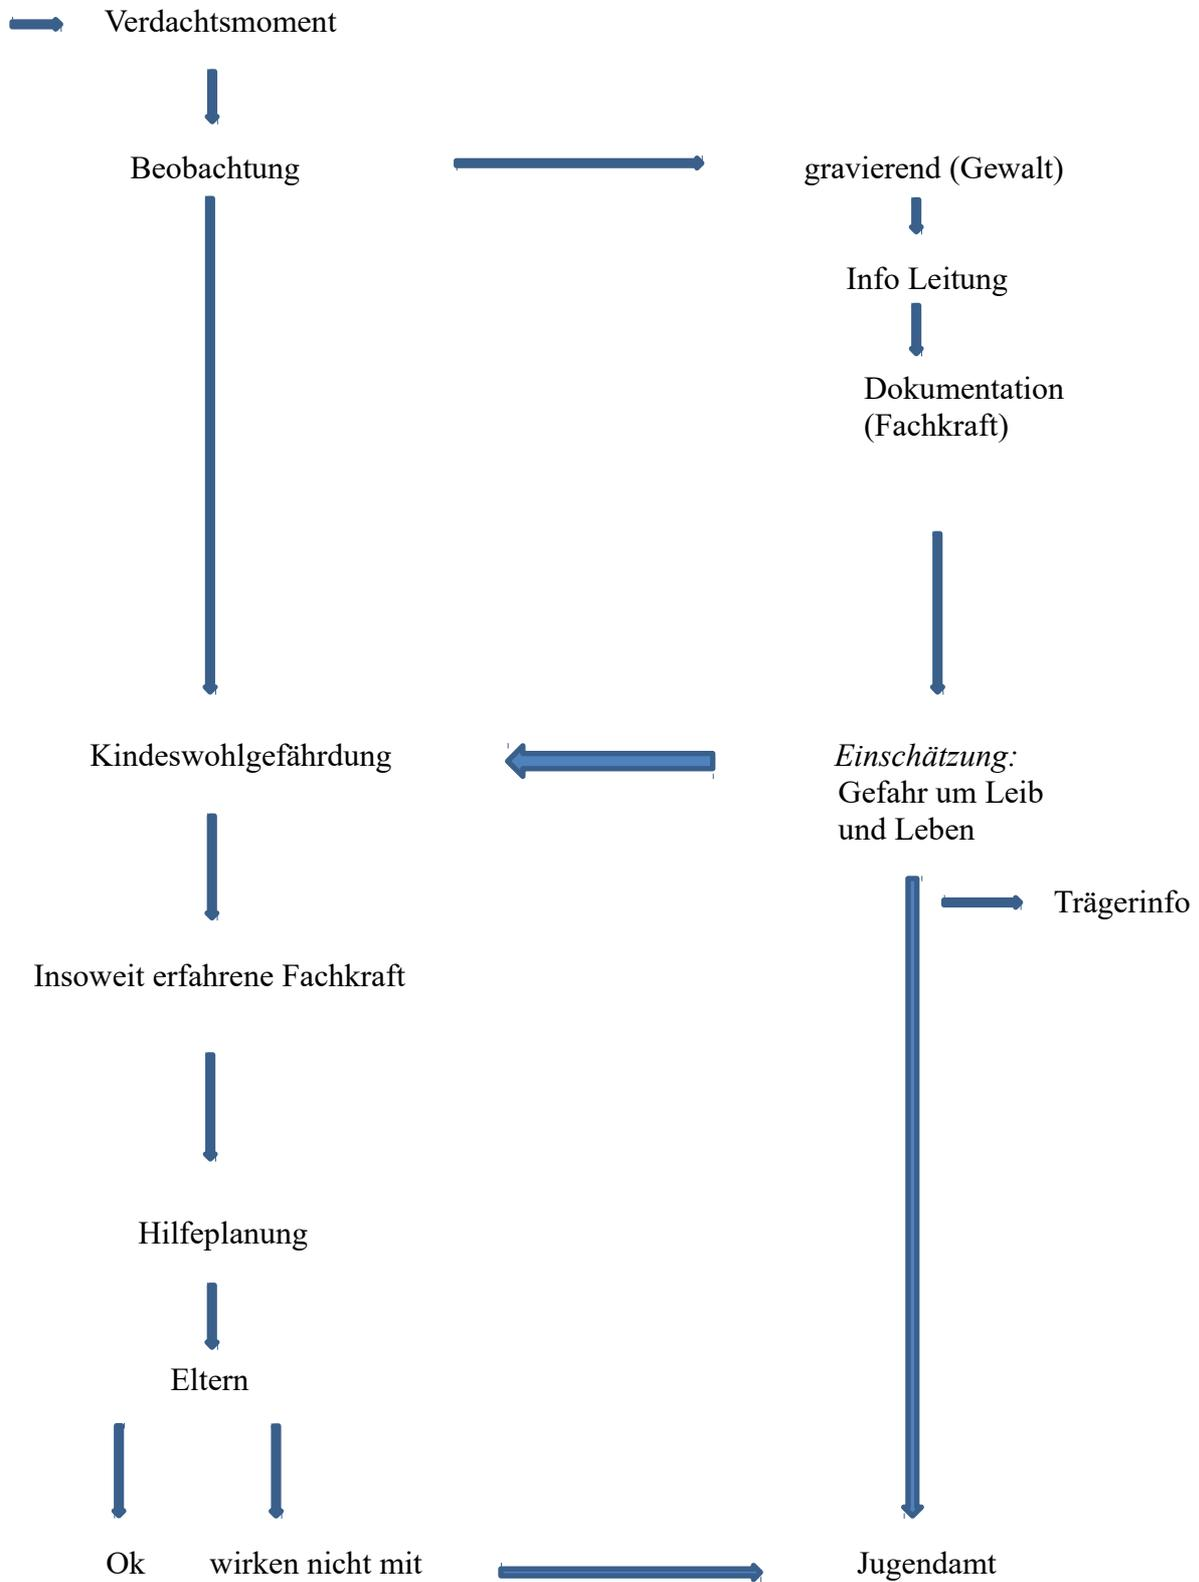 Verdachtsmoment
Beobachtung
gravierend (Gewalt)
Info Leitung
Dokumentation
(Fachkraft)
Kindeswohlgefährdung
Einschätzung:
Gefahr um Leib
und Leben
Trägerinfo
Insoweit erfahrene Fachkraft
Hilfeplanung
Eltern
Ok
wirken nicht mit
Jugendamt